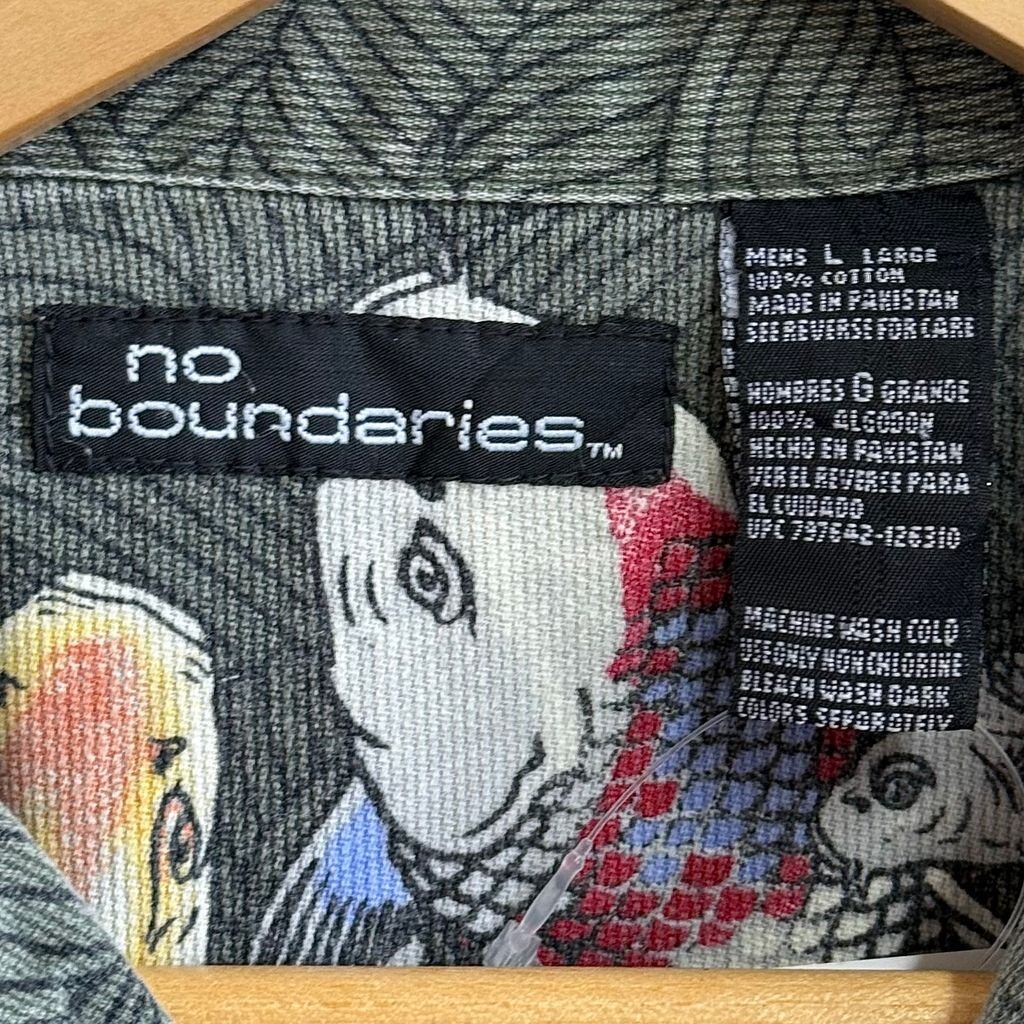 no
boundaries™
MENS L LARGE
100% COTTON
MADE IN PAKISTAN
SEE REVERSE FOR CARE
HOMBRES G GRANDE
100% ALGODON
HECHO EN PAKISTAN
VER EL REVERSE PARA
EL CUIDADO
UPC 797642-126310
MACHINE WASH COLD
USE ONLY NON CHLORINE
BLEACH WASH DARK
COLORS SEPARATELY